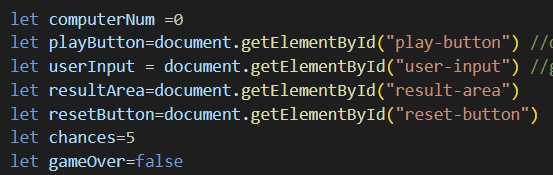 let computerNum =0
let playButton=document.getElementById("play-button") //
let userInput = document.getElementById("user-input") //
let resultArea=document.getElementById("result-area")
let resetButton=document.getElementById("reset-button")
let chances=5
let gameOver=false